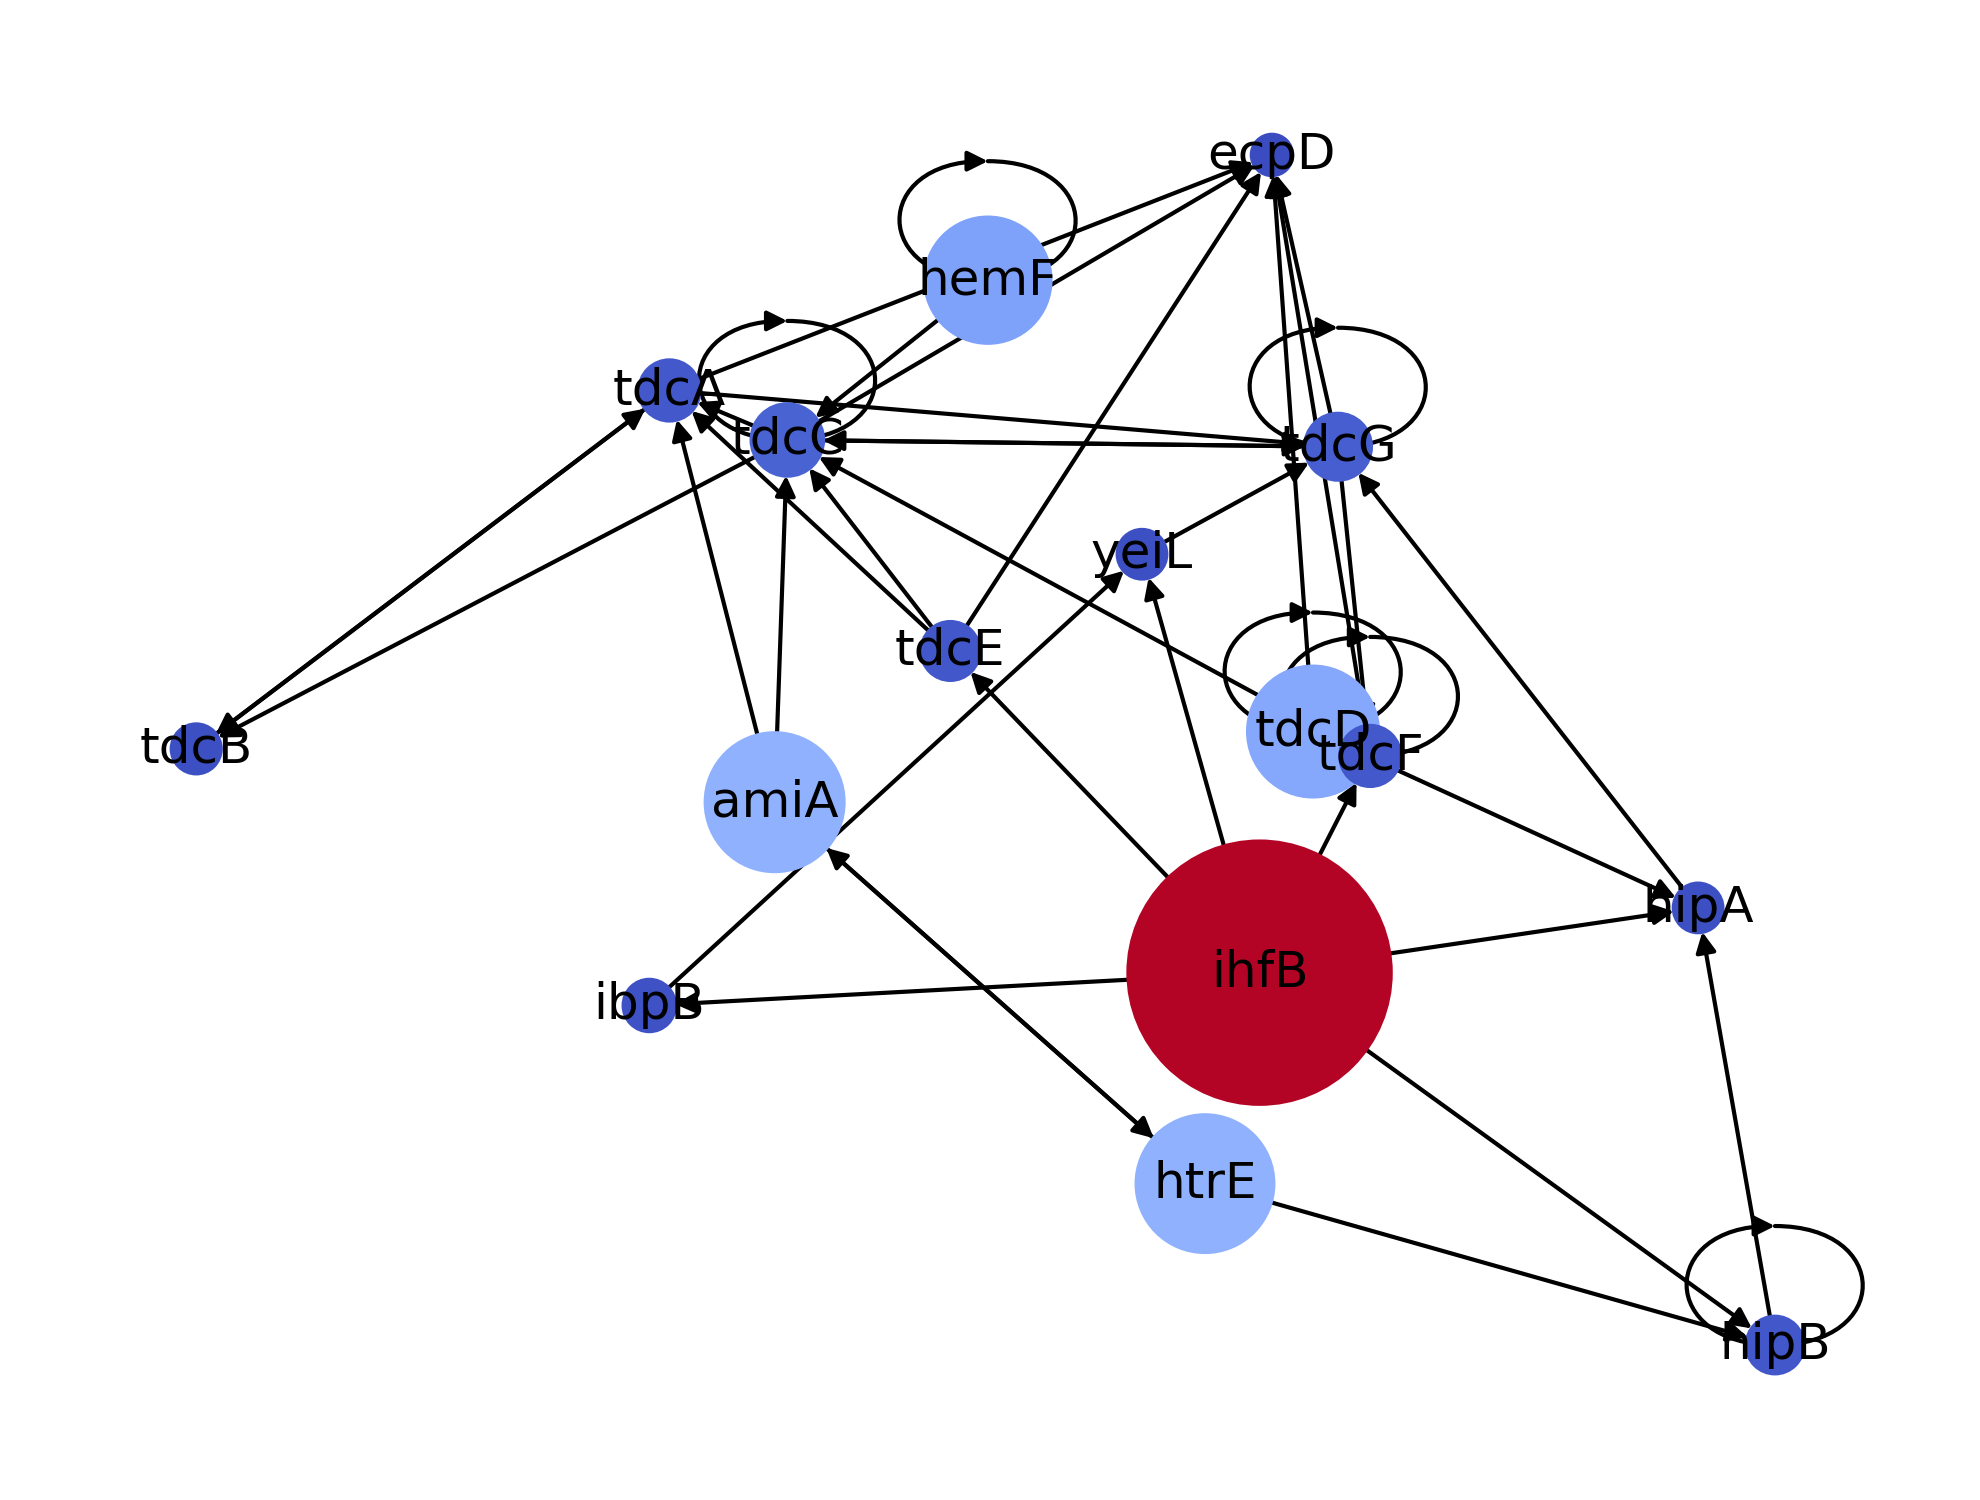 ecpD
hemF
tdcA
tdcC
tdcG
yeiL
tdcE
tdcD
tdcB
tdcF
amiA
hipA
ihfB
ibpB
htrE
hipB